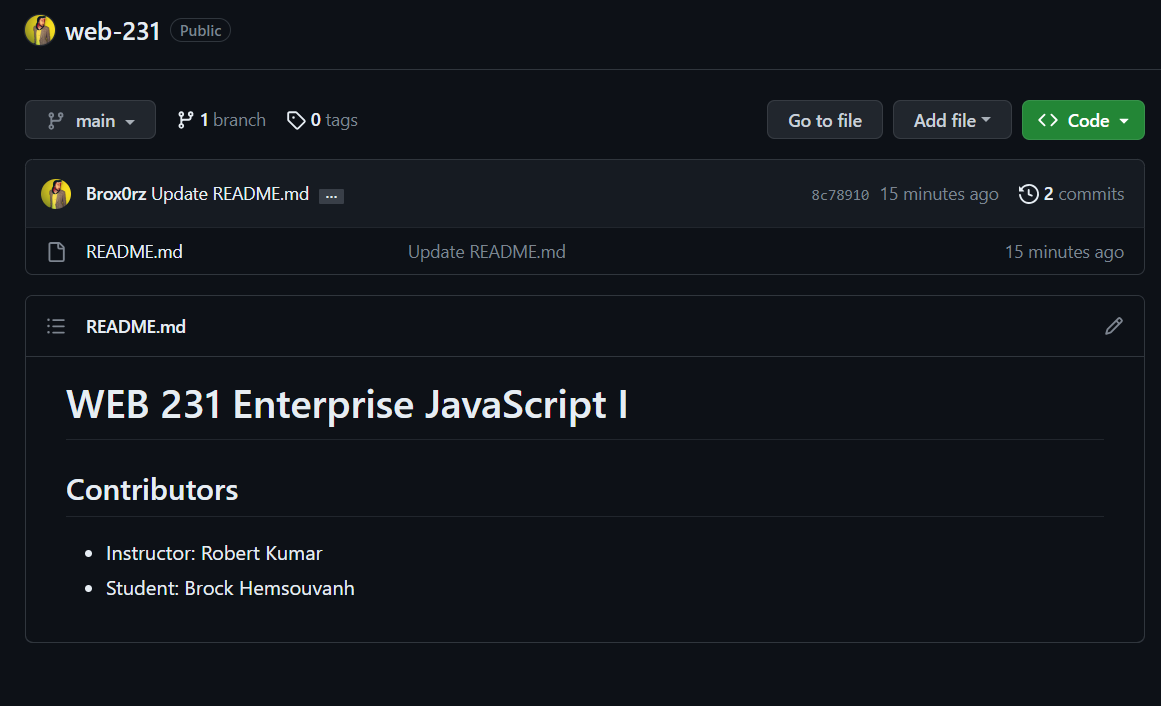 web-231 Public
main 1 branch 0 tags Go to file Add file <> Code
Brox0rz Update README.md ... 8c78910 15 minutes ago 2 commits
README.md Update README.md 15 minutes ago
README.md
WEB 231 Enterprise JavaScript I
Contributors
• Instructor: Robert Kumar
• Student: Brock Hemsouvanh